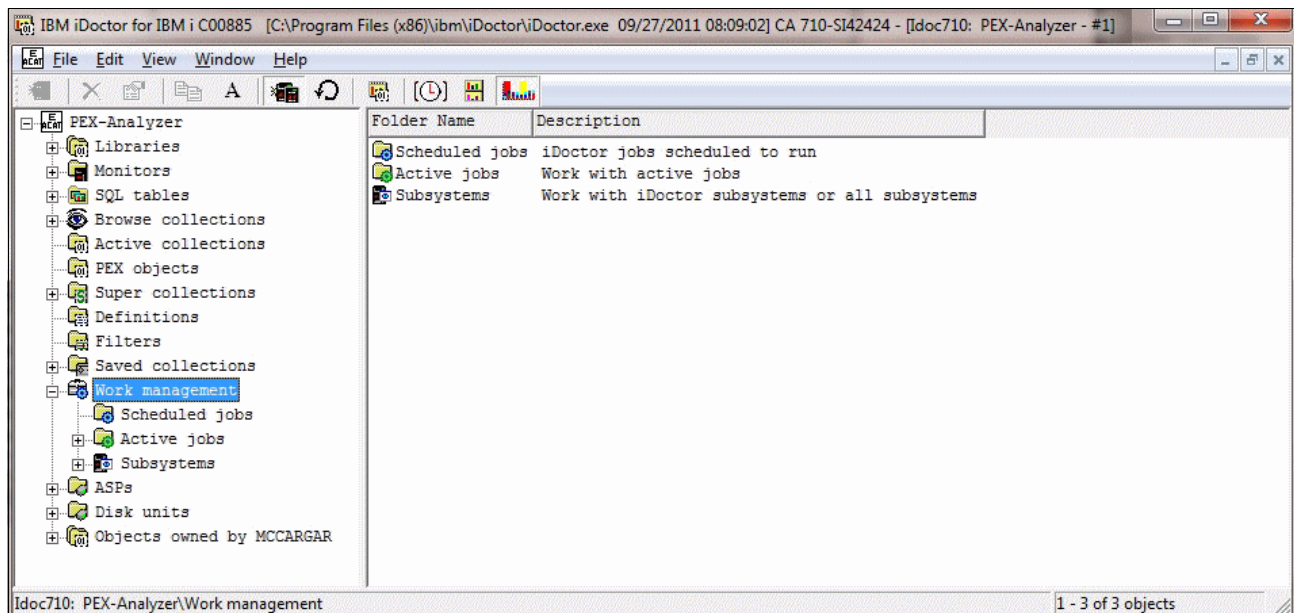 IBM iDoctor for IBM i C00885 [C:\Program Files (x86)\ibm\iDoctor\iDoctor.exe 09/27/2011 08:09:02] CA 710-SI42424 - [Idoc710: PEX-Analyzer - #1]
File Edit View Window Help
PEX-Analyzer
Libraries
Monitors
SQL tables
Browse collections
Active collections
PEX objects
Super collections
Definitions
Filters
Saved collections
Work management
Scheduled jobs
Active jobs
Subsystems
ASPs
Disk units
Objects owned by MCCARGAR
Folder Name Description
Scheduled jobs iDoctor jobs scheduled to run
Active jobs Work with active jobs
Subsystems Work with iDoctor subsystems or all subsystems
Idoc710: PEX-Analyzer\Work management 1 - 3 of 3 objects